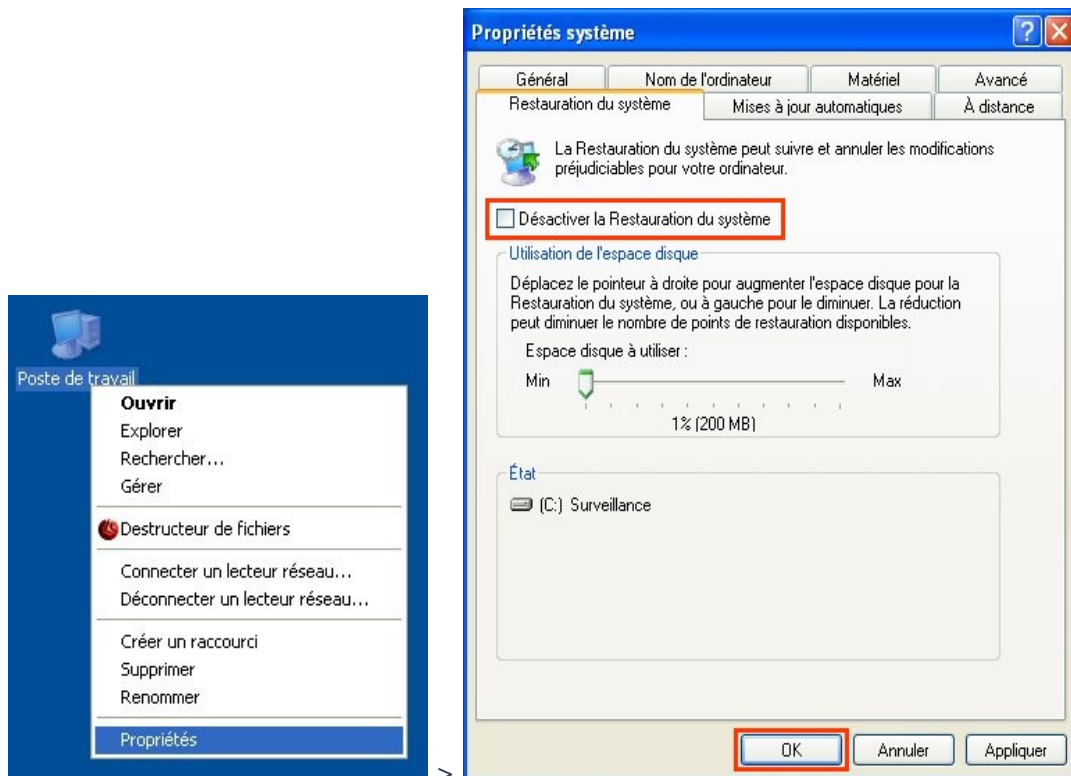 Poste de travail
Ouvrir
Explorer
Rechercher...
Gérer
Destructeur de fichiers
Connecter un lecteur réseau...
Déconnecter un lecteur réseau...
Créer un raccourci
Supprimer
Renommer
Propriétés
>
Propriétés système
Général Nom de l'ordinateur Matériel Avancé
Restauration du système Mises à jour automatiques À distance
La Restauration du système peut suivre et annuler les modifications
préjudiciables pour votre ordinateur.
Désactiver la Restauration du système
Utilisation de l'espace disque
Déplacez le pointeur à droite pour augmenter l'espace disque pour la
Restauration du système, ou à gauche pour le diminuer. La réduction
peut diminuer le nombre de points de restauration disponibles.
Espace disque à utiliser :
Min Max
1% (200 MB)
État
(C:) Surveillance
OK Annuler Appliquer